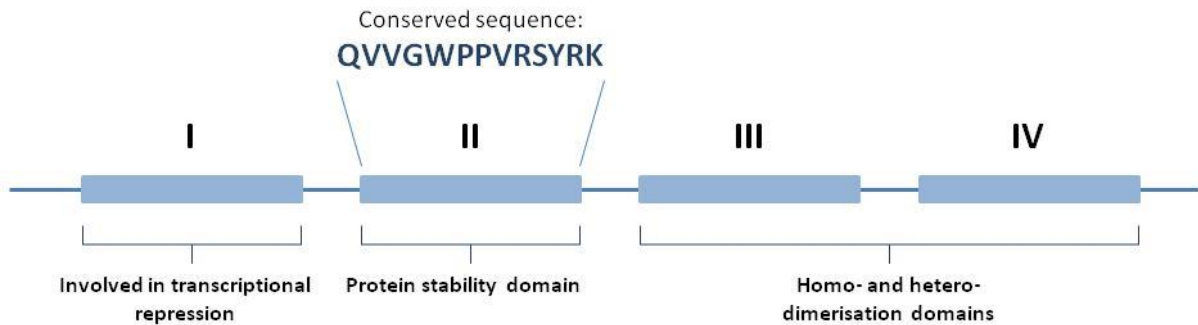 Conserved sequence:
QVVGWPPVRSYRK
I
II
III
IV
Involved in transcriptional
repression
Protein stability domain
Homo- and hetero-
dimerisation domains